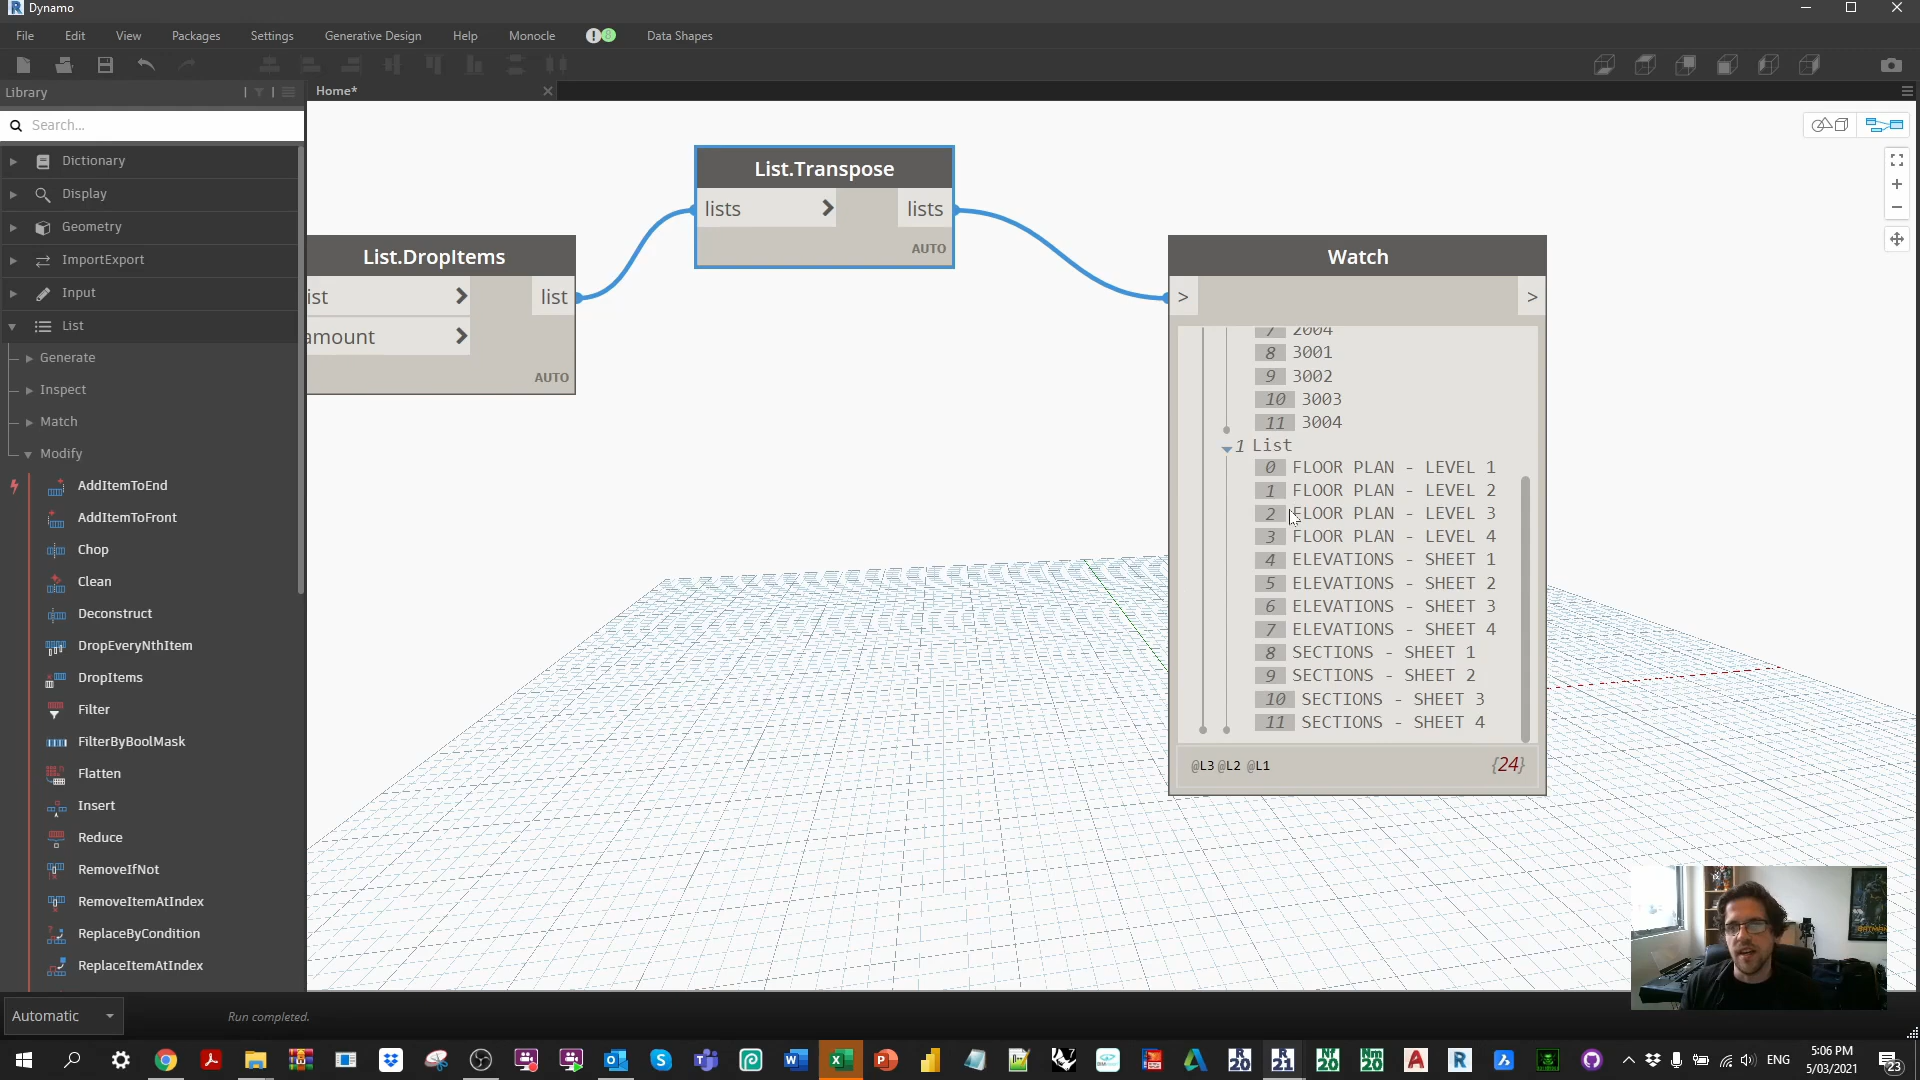 Dynamo
File Edit View Packages Settings Generative Design Help Monocle Data Shapes
Library
Home*
Search...
Dictionary
Display
Geometry
ImportExport
Input
List
Generate
Inspect
Match
Modify
AddItemToEnd
AddItemToFront
Chop
Clean
Deconstruct
DropEveryNthItem
DropItems
Filter
FilterByBoolMask
Flatten
Insert
Reduce
RemoveIfNot
RemoveItemAtIndex
ReplaceByCondition
ReplaceItemAtIndex
List.DropItems
ist > list
amount >
AUTO
List.Transpose
lists > lists
AUTO
Watch
> >
7 2004
8 3001
9 3002
10 3003
11 3004
1 List
0 FLOOR PLAN - LEVEL 1
1 FLOOR PLAN - LEVEL 2
2 FLOOR PLAN - LEVEL 3
3 FLOOR PLAN - LEVEL 4
4 ELEVATIONS - SHEET 1
5 ELEVATIONS - SHEET 2
6 ELEVATIONS - SHEET 3
7 ELEVATIONS - SHEET 4
8 SECTIONS - SHEET 1
9 SECTIONS - SHEET 2
10 SECTIONS - SHEET 3
11 SECTIONS - SHEET 4
@L3 @L2 @L1 {24}
Automatic Run completed.
ENG
5:06 PM
5/03/2021
23